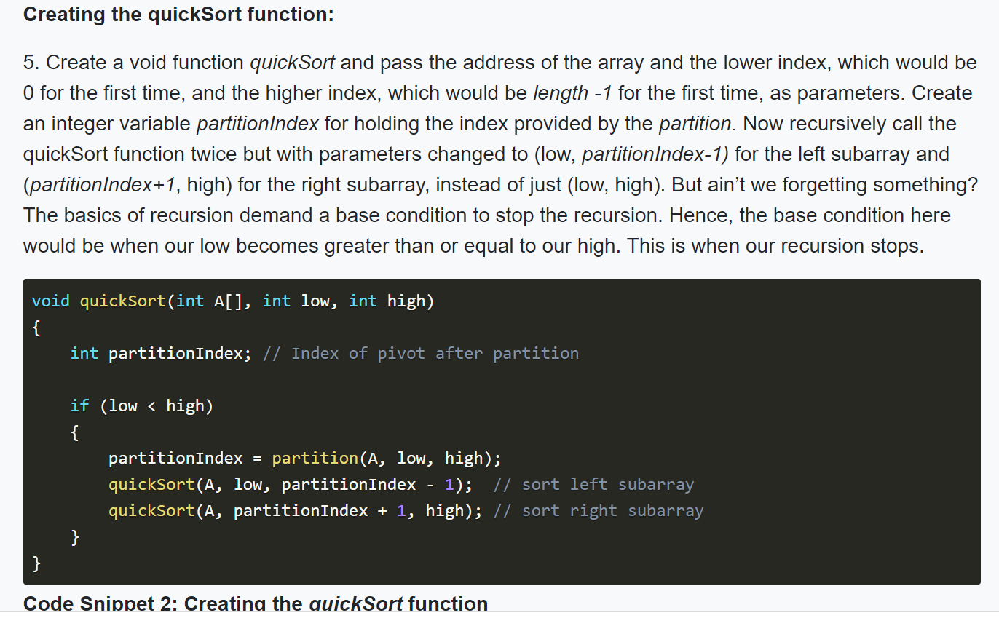 Creating the quickSort function:
5. Create a void function quickSort and pass the address of the array and the lower index, which would be
0 for the first time, and the higher index, which would be length -1 for the first time, as parameters. Create
an integer variable partitionIndex for holding the index provided by the partition. Now recursively call the
quickSort function twice but with parameters changed to (low, partitionIndex-1) for the left subarray and
(partitionIndex+1, high) for the right subarray, instead of just (low, high). But ain’t we forgetting something?
The basics of recursion demand a base condition to stop the recursion. Hence, the base condition here
would be when our low becomes greater than or equal to our high. This is when our recursion stops.
void quickSort(int A[], int low, int high)
{
    int partitionIndex; // Index of pivot after partition
    if (low < high)
    {
        partitionIndex = partition(A, low, high);
        quickSort(A, low, partitionIndex - 1);  // sort left subarray
        quickSort(A, partitionIndex + 1, high); // sort right subarray
    }
}
Code Snippet 2: Creating the quickSort function